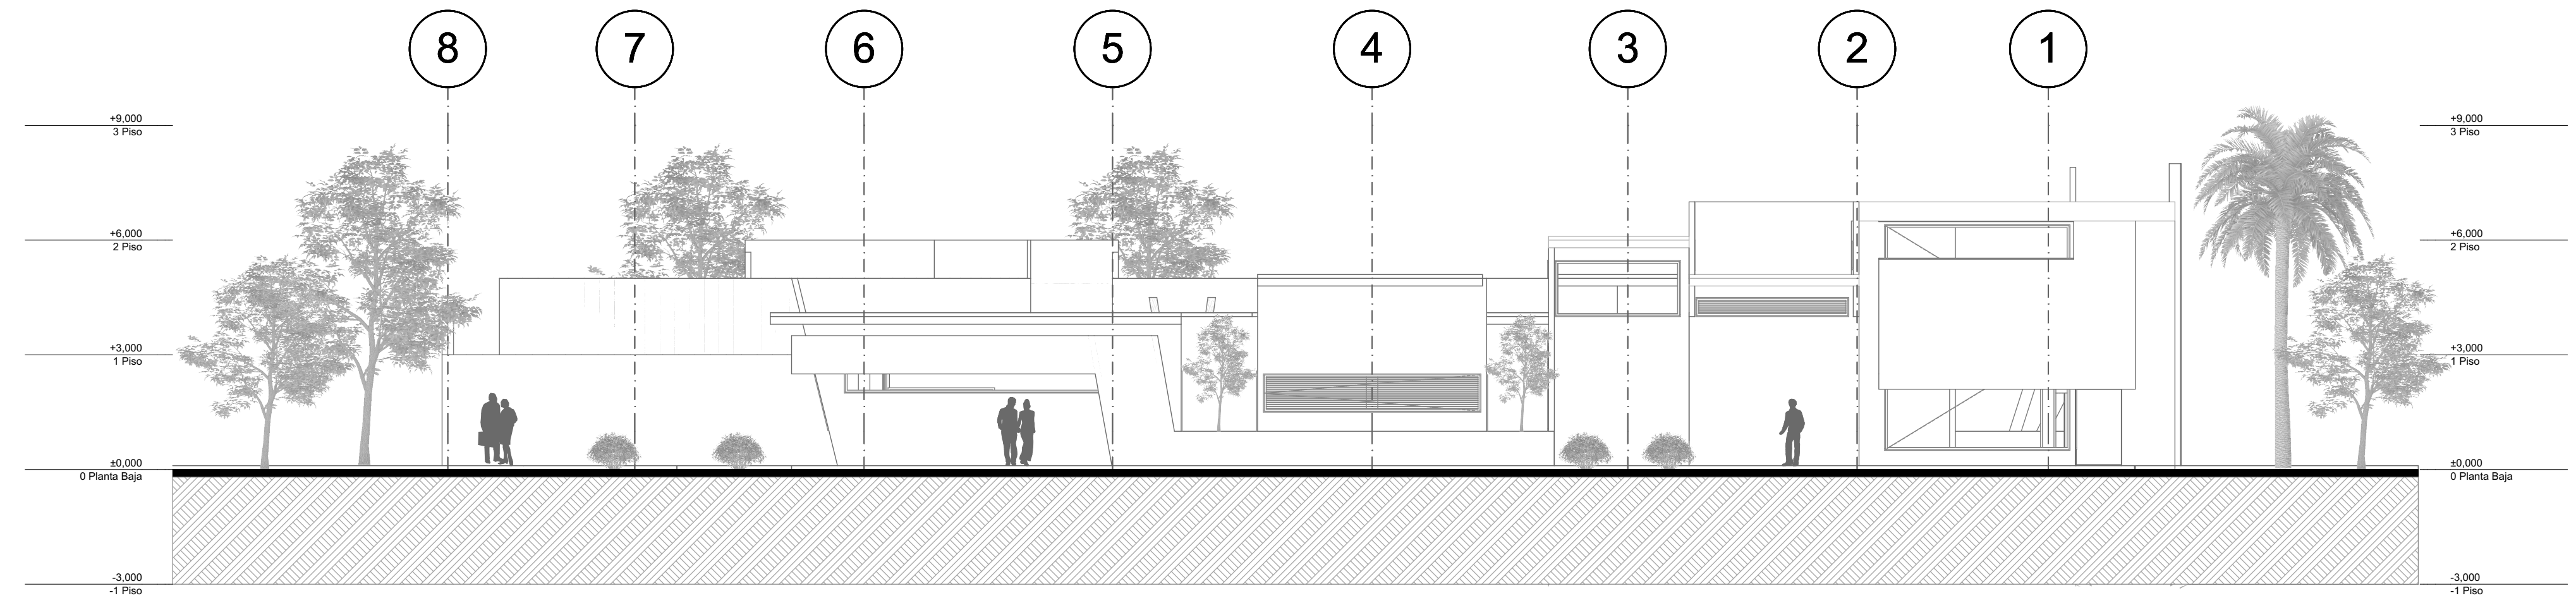 8 7 6 5 4 3 2 1
+9,000
3 Piso
+6,000
2 Piso
+3,000
1 Piso
±0,000
0 Planta Baja
-3,000
-1 Piso
+9,000
3 Piso
+6,000
2 Piso
+3,000
1 Piso
±0,000
0 Planta Baja
-3,000
-1 Piso